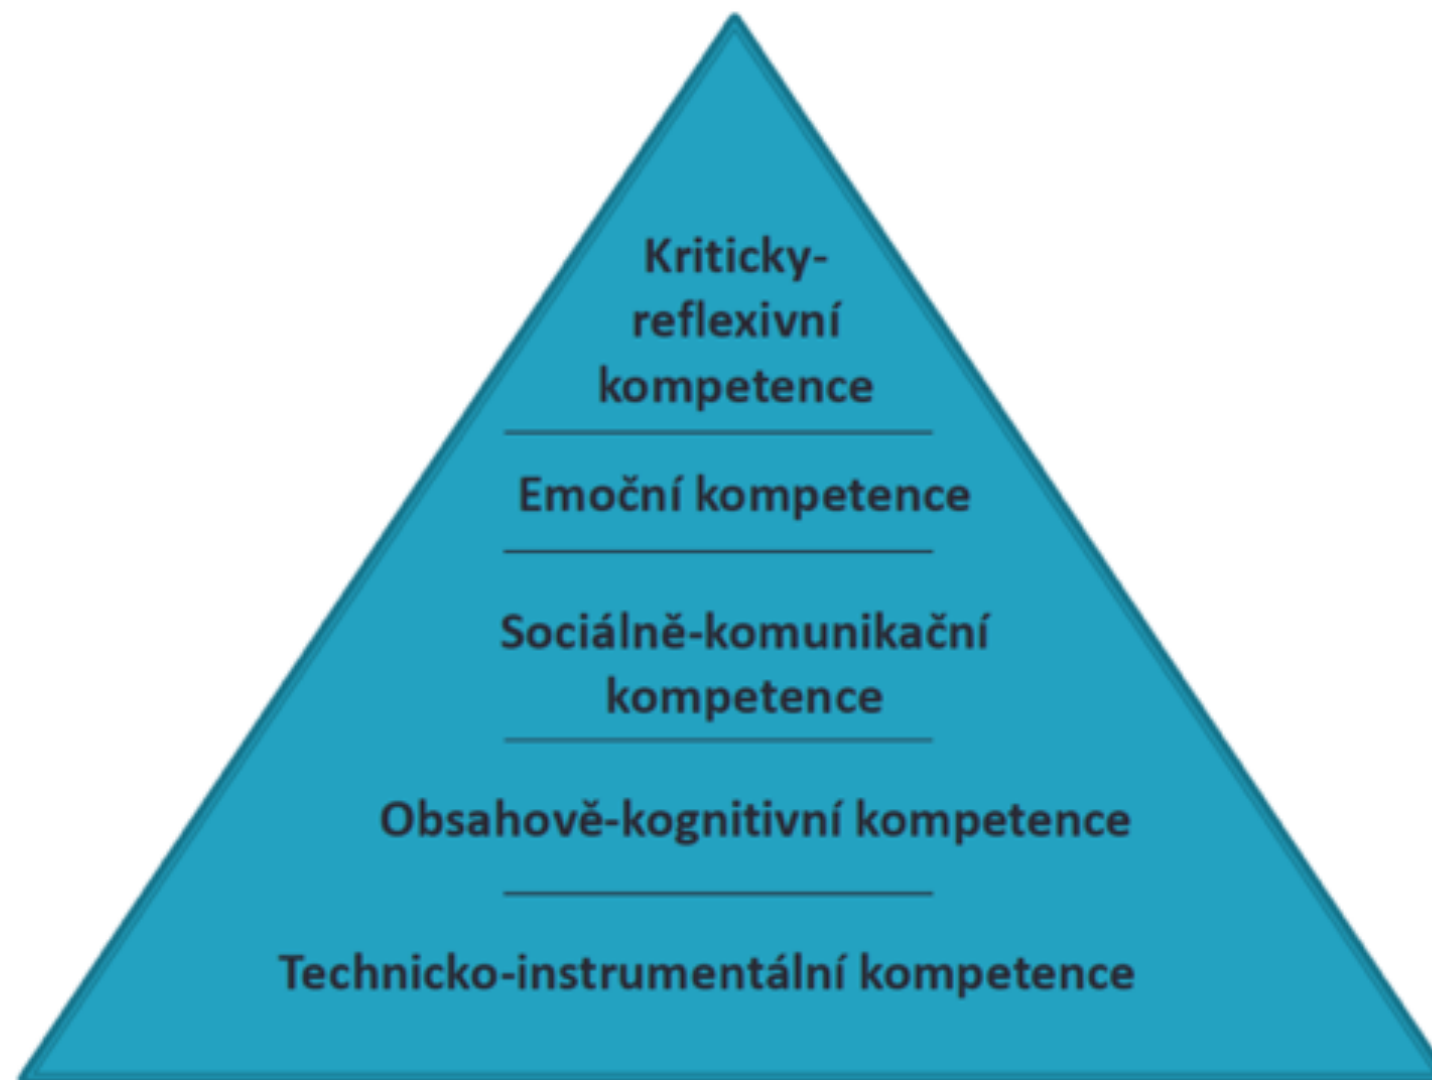 Kriticky-
reflexivní
kompetence
Emoční kompetence
Sociálně-komunikační
kompetence
Obsahově-kognitivní kompetence
Technicko-instrumentální kompetence